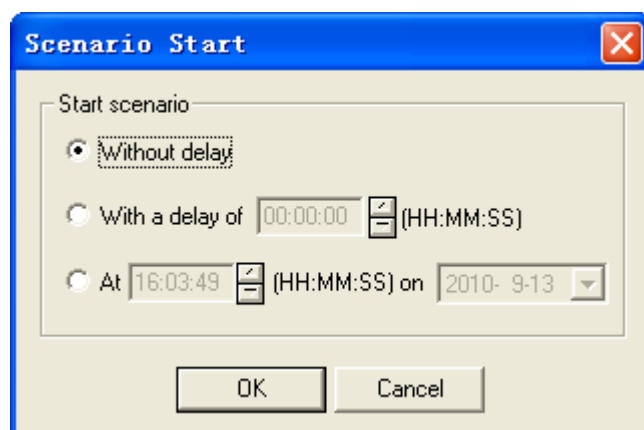 Scenario Start
Start scenario
Without delay
With a delay of 00:00:00 (HH:MM:SS)
At 16:03:49 (HH:MM:SS) on 2010- 9-13
OK Cancel